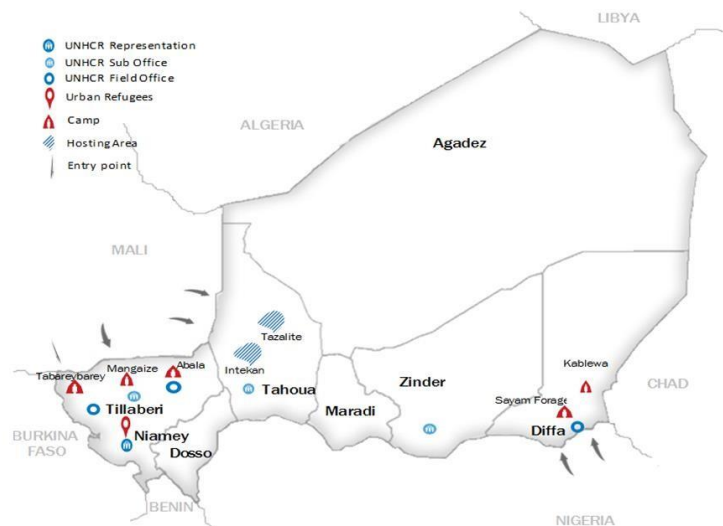 LIBYA
UNHCR Representation
UNHCR Sub Office
UNHCR Field Office
Urban Refugees
Camp
Hosting Area
Entry point
ALGERIA
Agadez
MALI
Tazalite
Intekan
Tahoua
Tabareybarey
Mangaize
Abala
Tillaberi
Niamey
Dosso
BURKINA
FASO
BENIN
Maradi
Zinder
Kablewa
Sayam Forage
Diffa
CHAD
NIGERIA